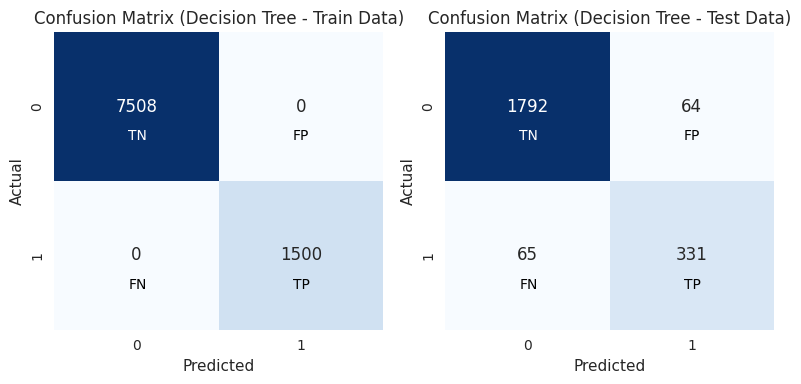 Confusion Matrix (Decision Tree - Train Data)
0
7508
0
TN
FP
Actual
1
0
1500
FN
TP
0
1
Predicted
Confusion Matrix (Decision Tree - Test Data)
0
1792
64
TN
FP
Actual
1
65
331
FN
TP
0
1
Predicted